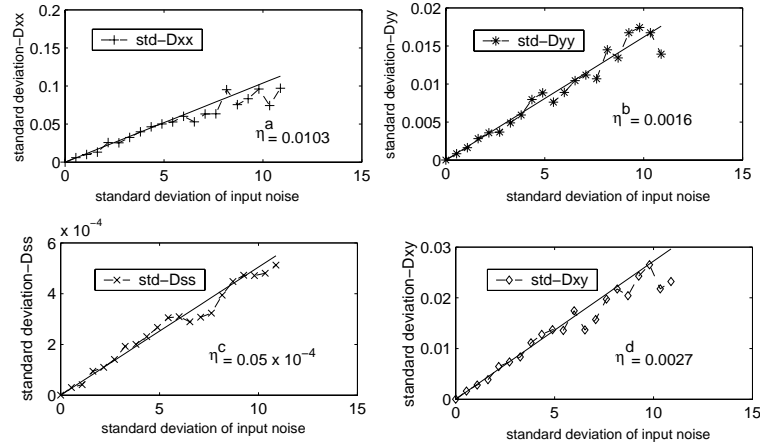 0.2
0.15
0.1
0.05
0
0 5 10 15
standard deviation-Dxx
standard deviation of input noise
std-Dxx
η^a = 0.0103
0.02
0.015
0.01
0.005
0
0 5 10 15
standard deviation-Dyy
standard deviation of input noise
std-Dyy
η^b = 0.0016
x 10^-4
6
4
2
0
0 5 10 15
standard deviation-Dss
standard deviation of input noise
std-Dss
η^c = 0.05 x 10^-4
0.03
0.02
0.01
0
0 5 10 15
standard deviation-Dxy
standard deviation of input noise
std-Dxy
η^d = 0.0027